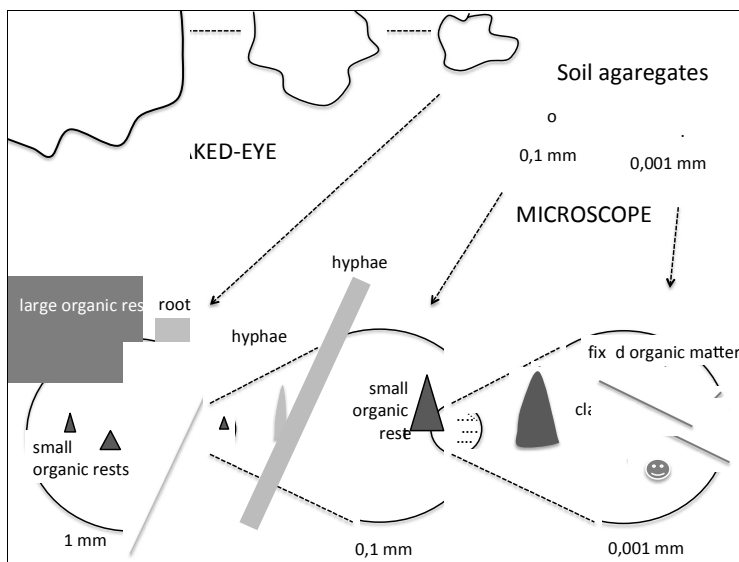 Soil agaregates
o
.
0,1 mm
0,001 mm
AKED-EYE
MICROSCOPE
hyphae
large organic res
root
hyphae
fix d organic matter
small
organic
rest
cla
small
organic rests
1 mm
0,1 mm
0,001 mm